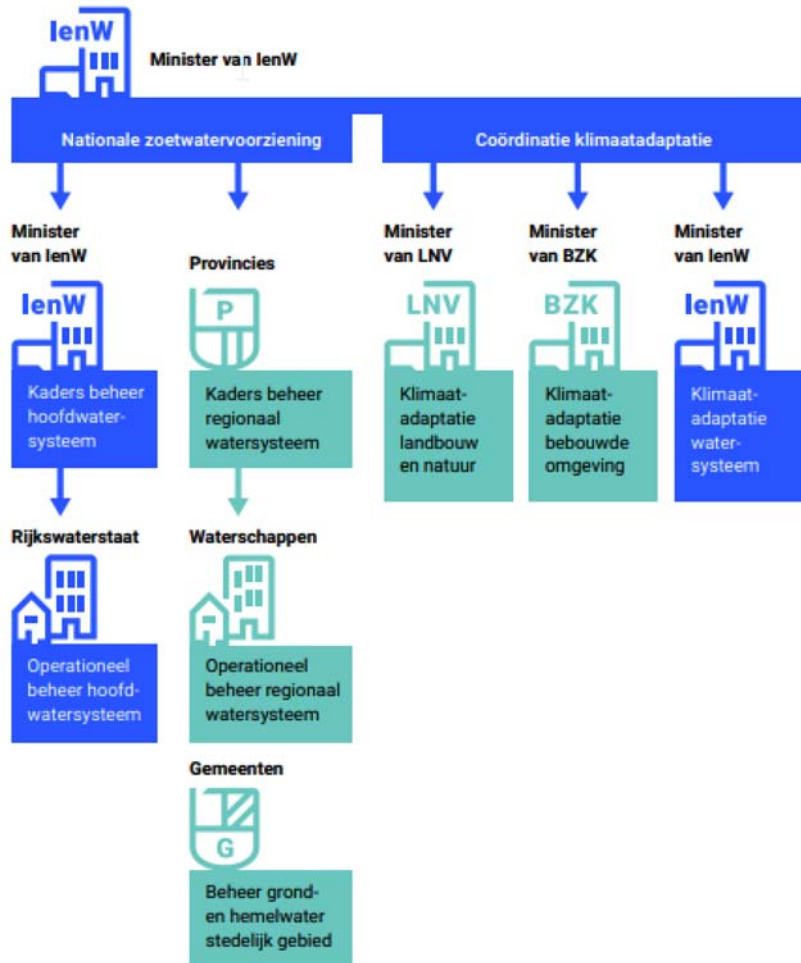 IenW
Minister van IenW
Nationale zoetwatervoorziening
Coördinatie klimaatadaptatie
Minister
van IenW
IenW
Kaders beheer
hoofdwater-
systeem
Rijkswaterstaat
Operationeel
beheer hoofd-
watersysteem
Provincies
P
Kaders beheer
regionaal
watersysteem
Waterschappen
Operationeel
beheer regionaal
watersysteem
Gemeenten
G
Beheer grond-
en hemelwater
stedelijk gebied
Minister
van LNV
LNV
Klimaat-
adaptatie
landbouw
en natuur
Minister
van BZK
BZK
Klimaat-
adaptatie
bebouwde
omgeving
Minister
van IenW
IenW
Klimaat-
adaptatie
water-
systeem